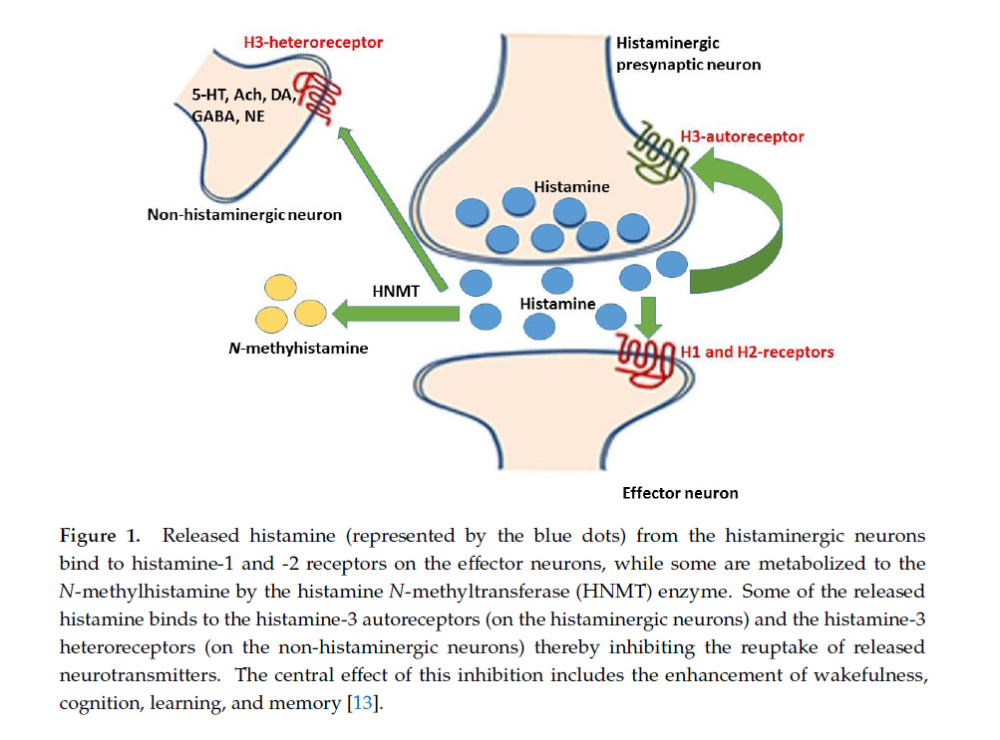 H3-heteroreceptor
5-HT, Ach, DA,
GABA, NE
Non-histaminergic neuron
Histaminergic
presynaptic neuron
H3-autoreceptor
Histamine
HNMT
Histamine
N-methyhistamine
H1 and H2-receptors
Effector neuron
Figure 1. Released histamine (represented by the blue dots) from the histaminergic neurons
bind to histamine-1 and -2 receptors on the effector neurons, while some are metabolized to the
N-methylhistamine by the histamine N-methyltransferase (HNMT) enzyme. Some of the released
histamine binds to the histamine-3 autoreceptors (on the histaminergic neurons) and the histamine-3
heteroreceptors (on the non-histaminergic neurons) thereby inhibiting the reuptake of released
neurotransmitters. The central effect of this inhibition includes the enhancement of wakefulness,
cognition, learning, and memory [13].